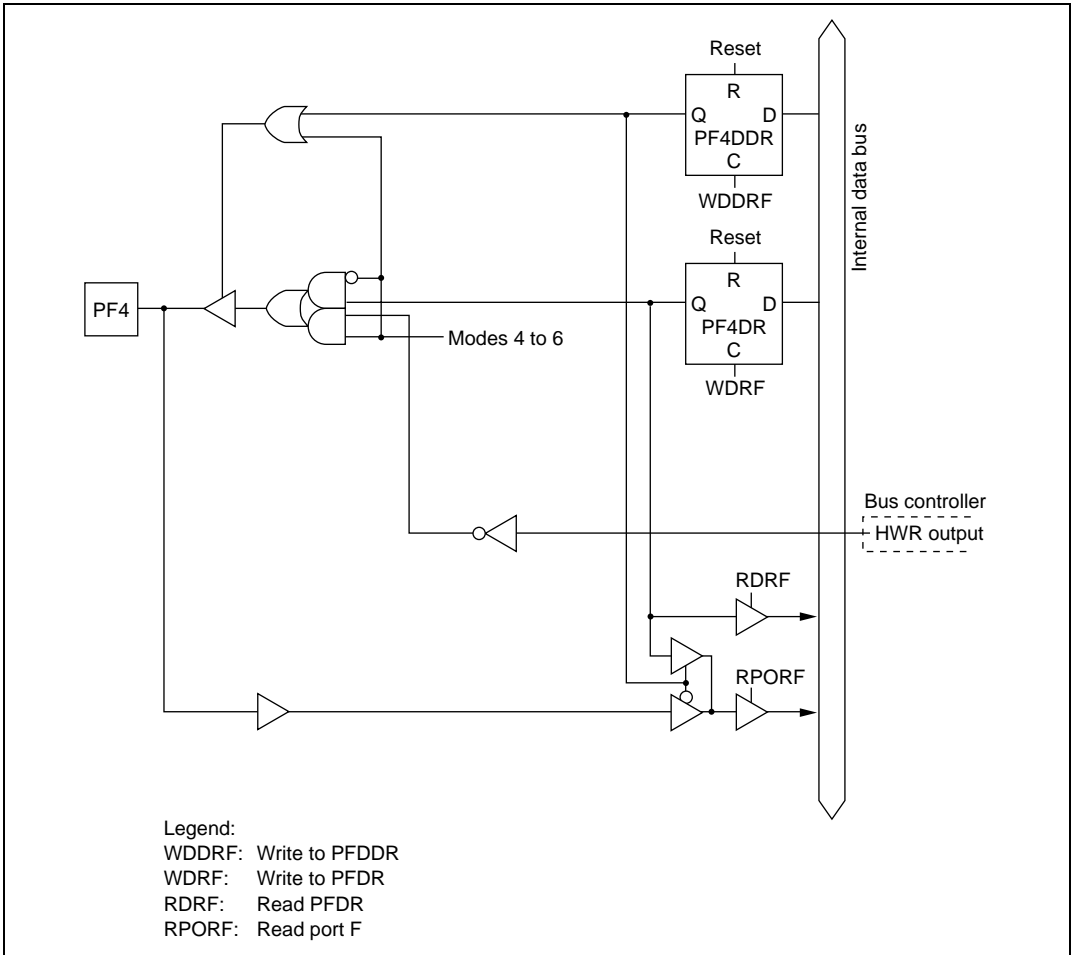 Reset
R
Q D
PF4DDR
C
WDDRF
Internal data bus
Reset
R
Q D
PF4DR
C
WDRF
PF4
Modes 4 to 6
Bus controller
HWR output
RDRF
RPORF
Legend:
WDDRF: Write to PFDDR
WDRF: Write to PFDR
RDRF: Read PFDR
RPORF: Read port F